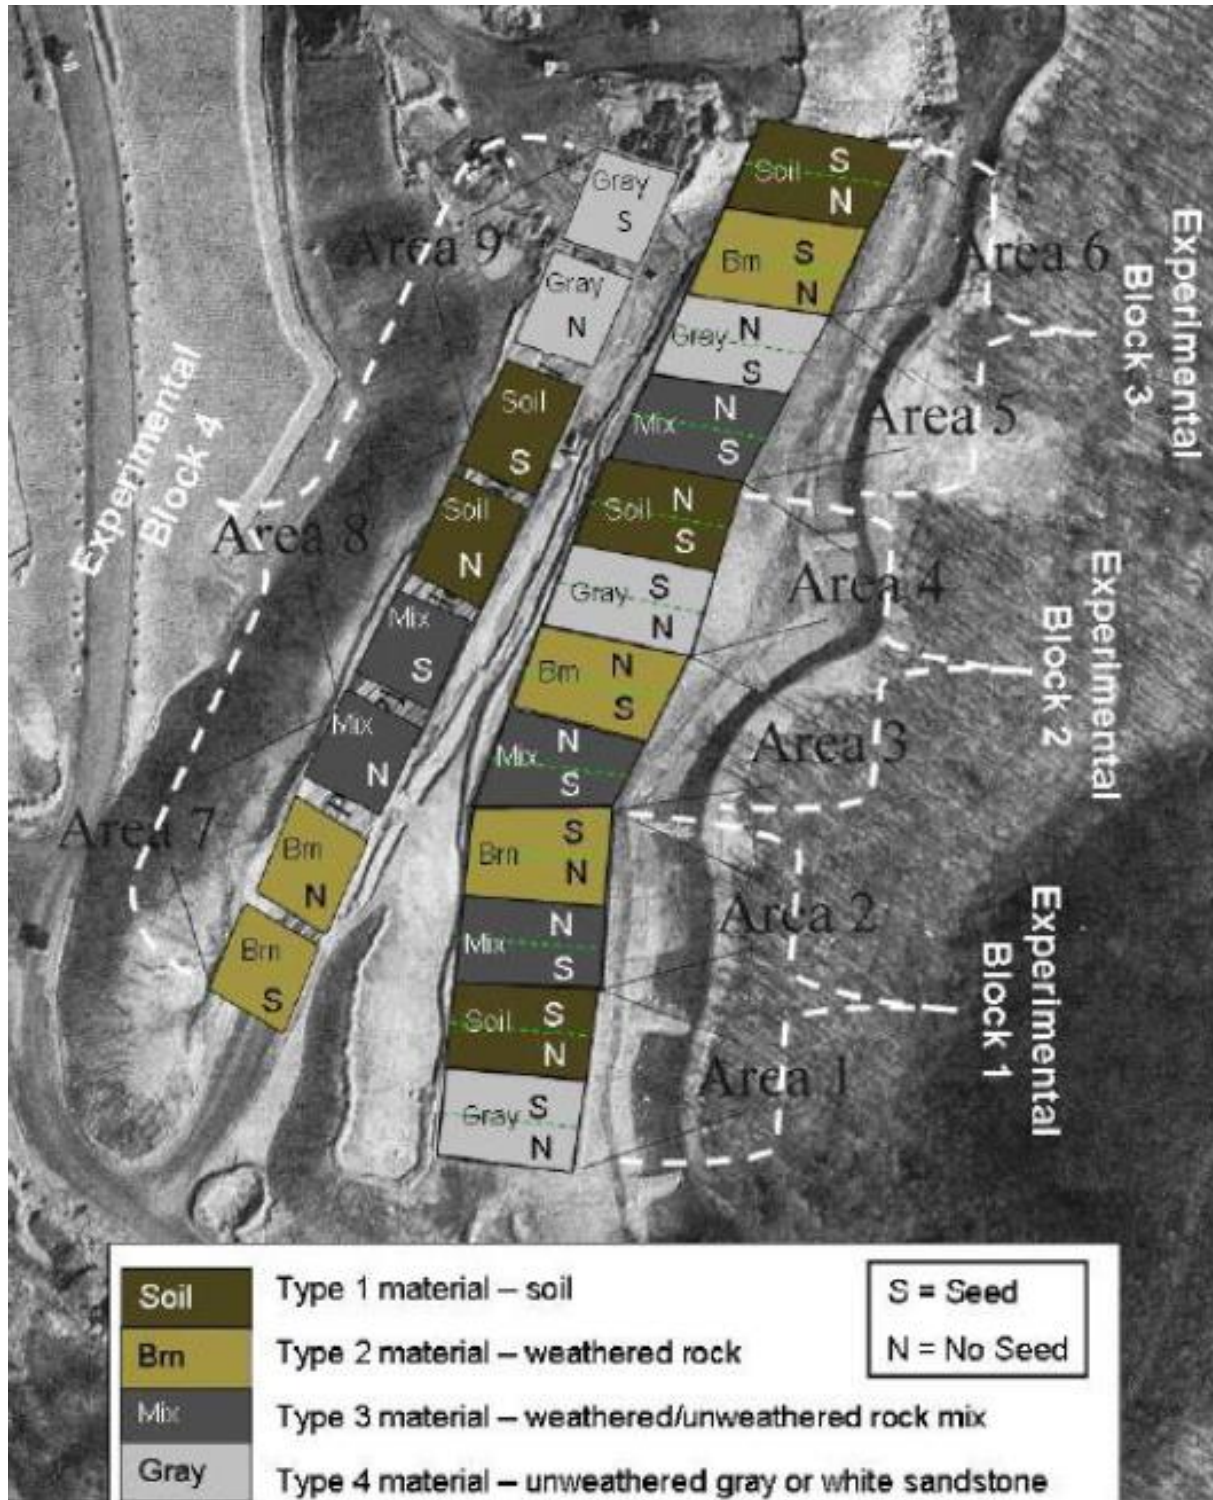 Gray
S
Gray
N
Soil
S
Soil
N
Mix
S
Mix
N
Brn
N
Brn
S
Soil S
N
Brn S
N
Gray N
S
Mix N
S
Soil N
S
Gray S
N
Brn N
S
Mix N
S
Brn S
N
Mix N
S
Soil S
N
Gray S
N
Area 9
Area 8
Area 7
Area 6
Area 5
Area 4
Area 3
Area 2
Area 1
Experimental
Block 4
Experimental
Block 3
Experimental
Block 2
Experimental
Block 1
Soil Type 1 material – soil
Brn Type 2 material – weathered rock
Mix Type 3 material – weathered/unweathered rock mix
Gray Type 4 material – unweathered gray or white sandstone
S = Seed
N = No Seed